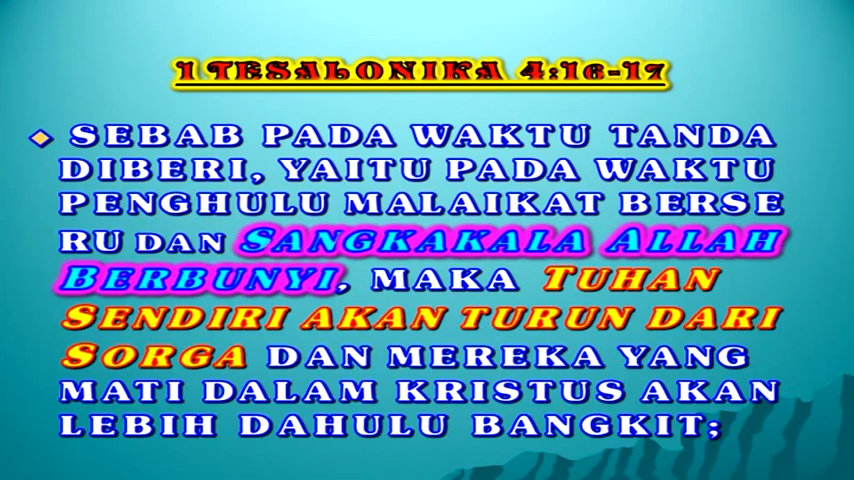 1 TESALONIKA 4:16-17
SEBAB PADA WAKTU TANDA
DIBERI, YAITU PADA WAKTU
PENGHULU MALAIKAT BERSE
RU DAN SANGKAKALA ALLAH
BERBUNYI, MAKA TUHAN
SENDIRI AKAN TURUN DARI
SORGA DAN MEREKA YANG
MATI DALAM KRISTUS AKAN
LEBIH DAHULU BANGKIT;